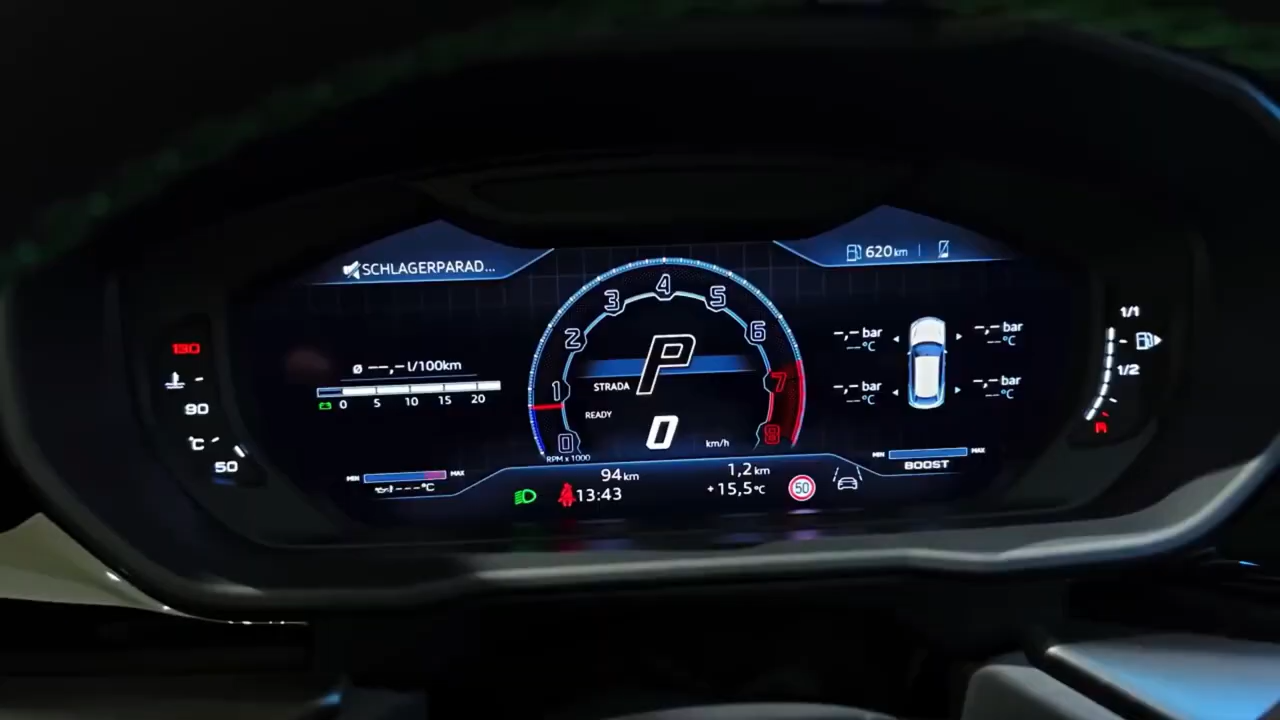 SCHLAGERPARAD...
620 km
130
90
°C
50
ø --,- l/100km
0 5 10 15 20
MIN MAX
---°C
0 1 2 3 4 5 6 7 8
P
STRADA
READY
0
km/h
RPM x 1000
94 km
13:43
1,2 km
+15,5°C
50
-,- bar
--°C
-,- bar
--°C
-,- bar
--°C
-,- bar
--°C
MIN MAX
BOOST
1/1
1/2
R